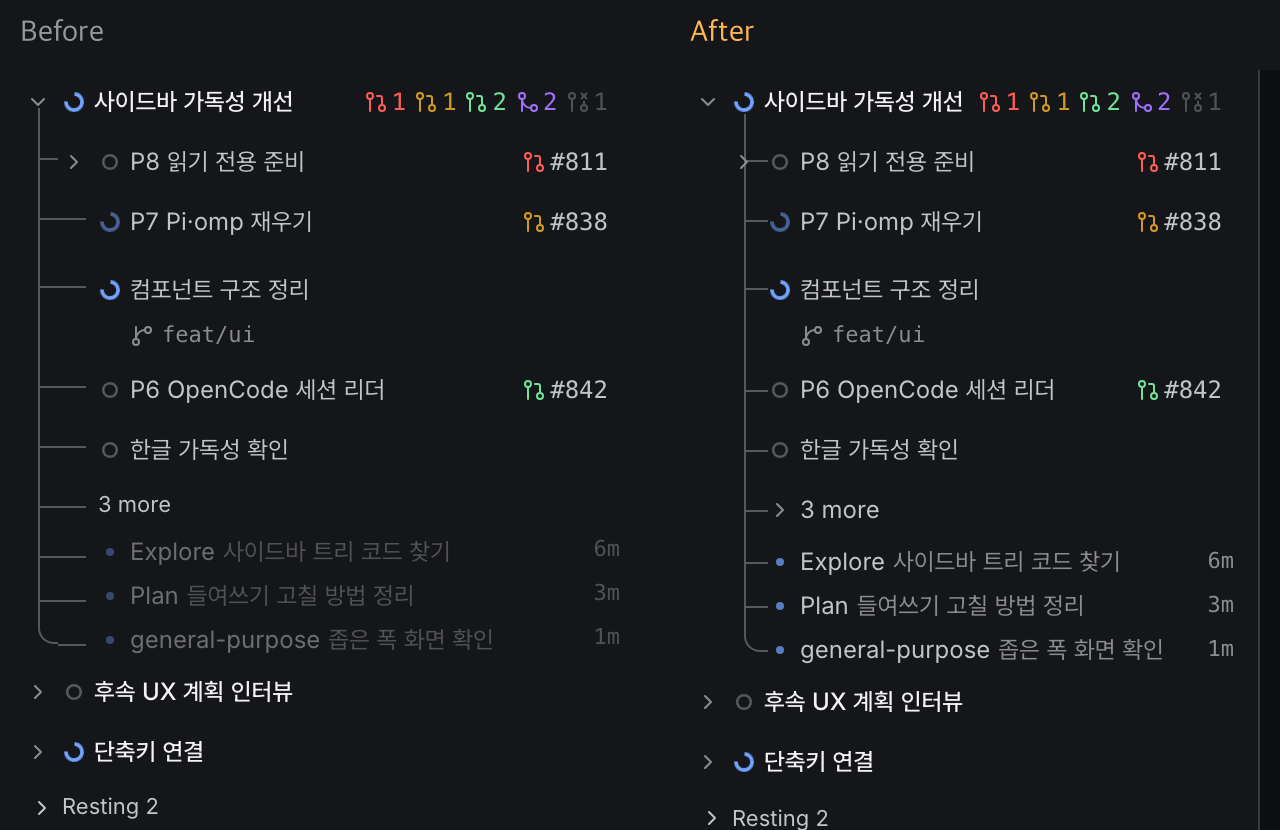 Before
사이드바 가독성 개선 1 1 2 2 1
P8 읽기 전용 준비 #811
P7 Pi·omp 재우기 #838
컴포넌트 구조 정리
feat/ui
P6 OpenCode 세션 리더 #842
한글 가독성 확인
3 more
Explore 사이드바 트리 코드 찾기 6m
Plan 들여쓰기 고칠 방법 정리 3m
general-purpose 좁은 폭 화면 확인 1m
후속 UX 계획 인터뷰
단축키 연결
Resting 2
After
사이드바 가독성 개선 1 1 2 2 1
P8 읽기 전용 준비 #811
P7 Pi·omp 재우기 #838
컴포넌트 구조 정리
feat/ui
P6 OpenCode 세션 리더 #842
한글 가독성 확인
3 more
Explore 사이드바 트리 코드 찾기 6m
Plan 들여쓰기 고칠 방법 정리 3m
general-purpose 좁은 폭 화면 확인 1m
후속 UX 계획 인터뷰
단축키 연결
Resting 2